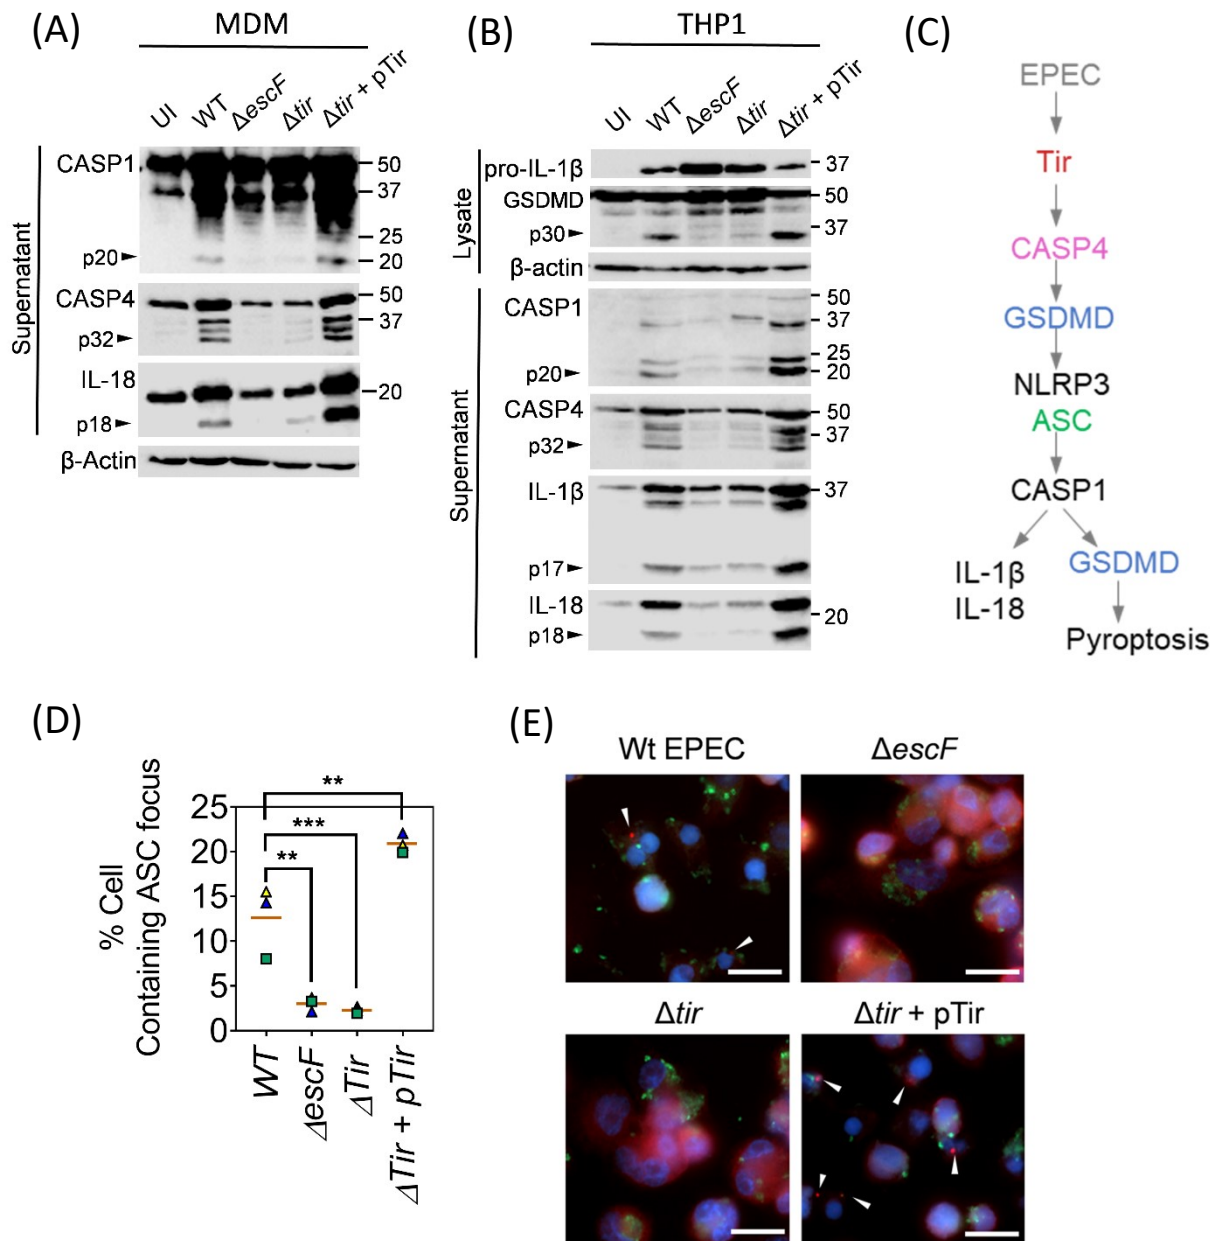 (A)
MDM
UI WT ΔescF Δtir Δtir + pTir
Supernatant
CASP1
50
37
25
p20 20
CASP4 50
37
p32
IL-18
20
p18
β-Actin
(B)
THP1
UI WT ΔescF Δtir Δtir + pTir
Lysate
pro-IL-1β 37
GSDMD 50
p30 37
β-actin
Supernatant
CASP1 50
37
25
p20 20
CASP4 50
37
p32
IL-1β 37
p17
IL-18
20
p18
(C)
EPEC
Tir
CASP4
GSDMD
NLRP3
ASC
CASP1
IL-1β
IL-18
GSDMD
Pyroptosis
(D)
% Cell
Containing ASC focus
25
20
15
10
5
0
**
***
**
WT
ΔescF
ΔTir
ΔTir + pTir
(E)
Wt EPEC
ΔescF
Δtir
Δtir + pTir